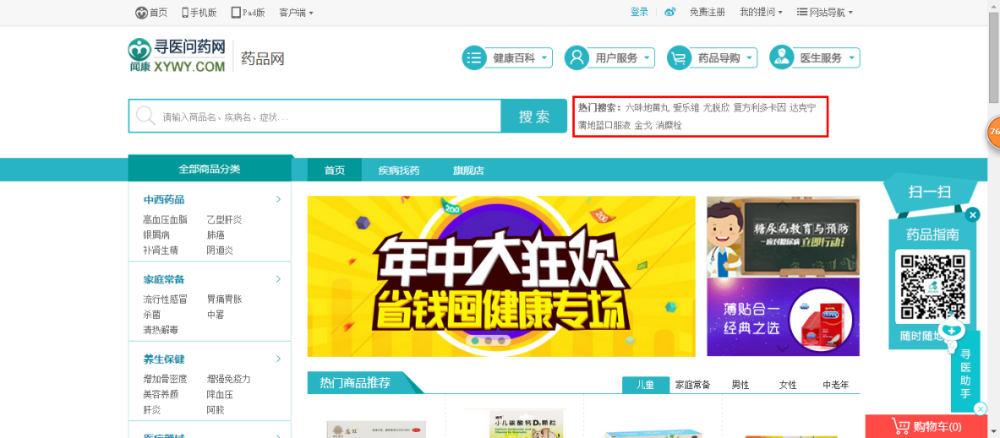 首页 手机版 Pad版 客户端
登录 免费注册 我的提问 网站导航
寻医问药网
闻康 XYWY.COM
药品网
健康百科 用户服务 药品导购 医生服务
请输入商品名、疾病名、症状...
搜索
热门搜索：六味地黄丸 爱乐维 尤脱欣 复方利多卡因 达克宁
蒲地蓝口服液 金戈 消糜栓
76
全部商品分类 首页 疾病找药 旗舰店
中西药品
高血压血脂 乙型肝炎
银屑病 肺癌
补肾生精 阴道炎
家庭常备
流行性感冒 胃痛胃胀
杀菌 中暑
清热解毒
养生保健
增加骨密度 增强免疫力
美容养颜 降血压
肝炎 阿胶
医疗器械
200
年中大狂欢
省钱囤健康专场
糖尿病教育与预防
应对糖尿病 立即行动!
薄贴合一
经典之选
durex
扫一扫
药品指南
随时随地
寻医助手
热门商品推荐
儿童 家庭常备 男性 女性 中老年
小儿碳酸钙D3颗粒
购物车(0)